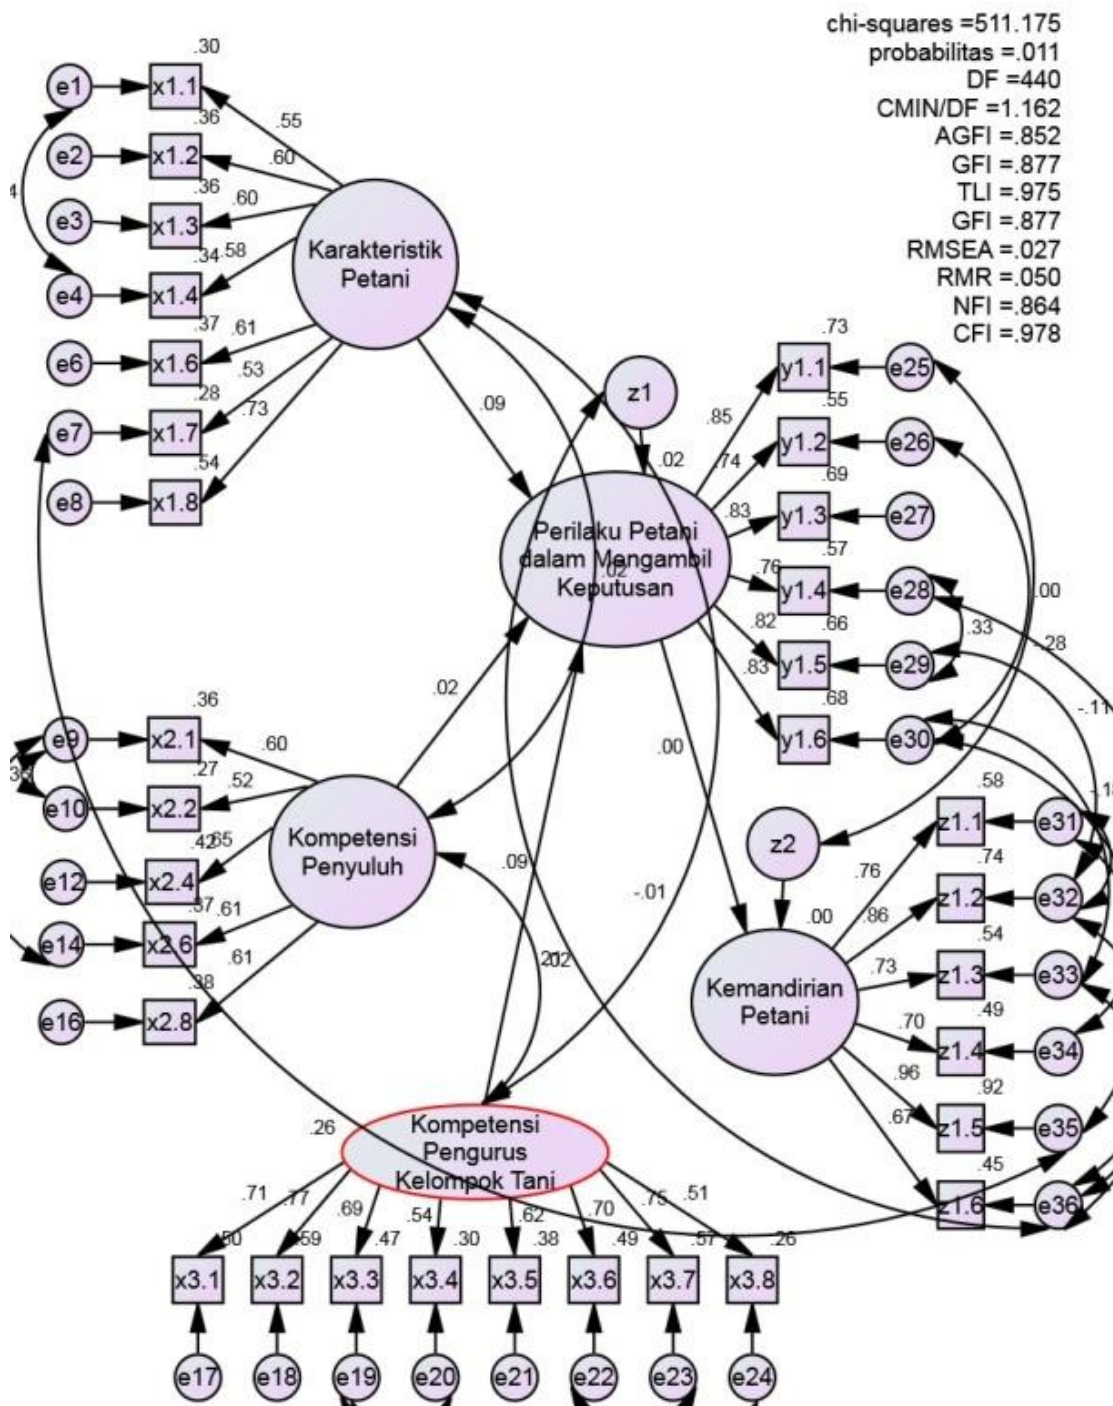 chi-squares =511.175
probabilitas =.011
DF =440
CMIN/DF =1.162
AGFI =.852
GFI =.877
TLI =.975
GFI =.877
RMSEA =.027
RMR =.050
NFI =.864
CFI =.978
.30
e1 x1.1
.55
.36
e2 x1.2
.60
.36
e3 x1.3
.60
.34 .58
e4 x1.4
.37 .61
e6 x1.6
.53
.28
e7 x1.7
.73
.54
e8 x1.8
Karakteristik
Petani
.09
z1
.02
Perilaku Petani
dalam Mengambil
Keputusan
.02
.73
y1.1 e25
.85
.55
y1.2 e26
.74
.69
y1.3 e27
.83
.57
y1.4 e28
.76
.00
.33
.28
.82 .66
y1.5 e29
.83
.68
y1.6 e30
-.11
.02
.00
.36
e9 x2.1
.60
.27
.52
e10 x2.2
.42 .65
e12 x2.4
.37 .61
e14 x2.6
.61
.38
e16 x2.8
Kompetensi
Penyuluh
.09
-.01
.02
z2
.00
Kemandirian
Petani
.58
z1.1 e31
.76
.74
z1.2 e32
.86
.54
z1.3 e33
.73
.49
z1.4 e34
.70
.96 .92
z1.5 e35
.67
.45
z1.6 e36
.26
Kompetensi
Pengurus
Kelompok Tani
.71 .77 .69 .54 .62 .70 .75 .51
.50 .59 .47 .30 .38 .49 .57 .26
x3.1 x3.2 x3.3 x3.4 x3.5 x3.6 x3.7 x3.8
e17 e18 e19 e20 e21 e22 e23 e24